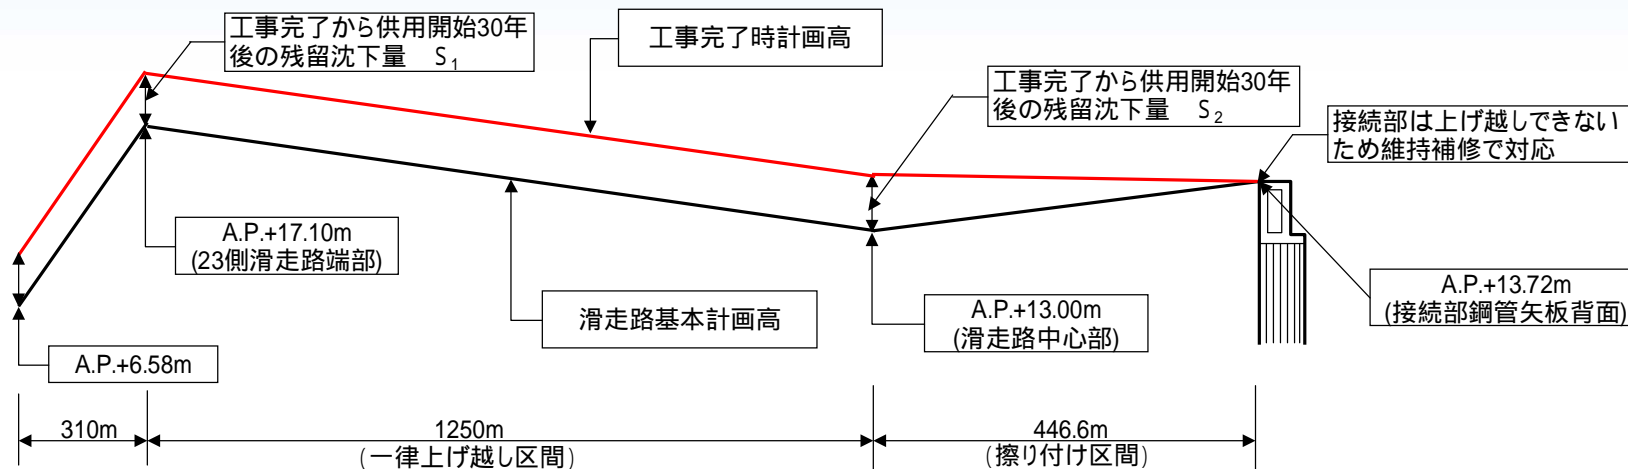 工事完了から供用開始30年
後の残留沈下量　S₁
工事完了時計画高
工事完了から供用開始30年
後の残留沈下量　S₂
接続部は上げ越しできない
ため維持補修で対応
A.P.+17.10m
(23側滑走路端部)
滑走路基本計画高
A.P.+13.00m
(滑走路中心部)
A.P.+13.72m
(接続部鋼管矢板背面)
A.P.+6.58m
310m
1250m
(一律上げ越し区間)
446.6m
(擦り付け区間)